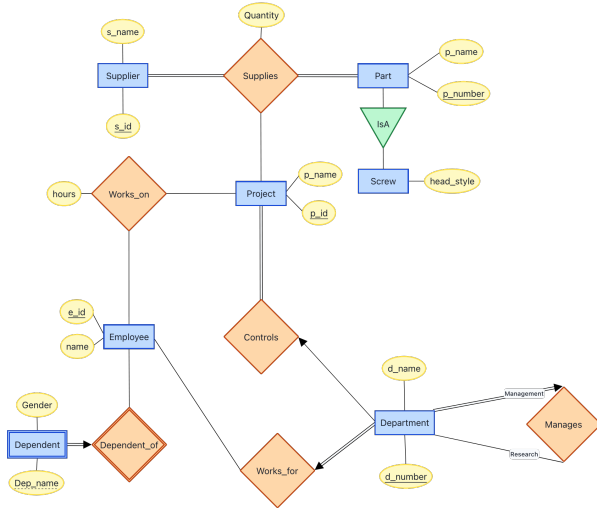 Quantity
s_name
p_name
Supplier
Supplies
Part
p_number
s_id
IsA
p_name
hours
Works_on
Project
Screw
head_style
p_id
e_id
Employee
name
Controls
d_name
Management
Gender
Department
Manages
Dependent
Dependent_of
Research
Works_for
Dep_name
d_number